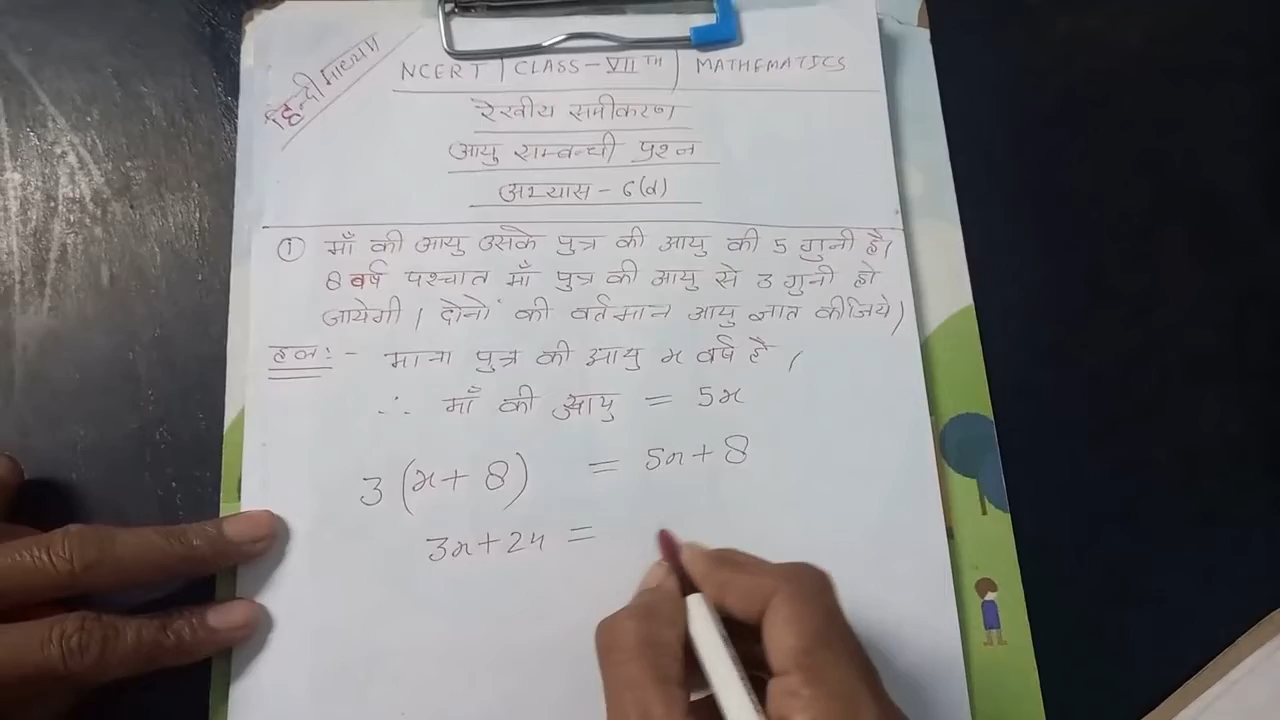 हिन्दी माध्यम
NCERT | CLASS-VII TH | MATHEMATICS
रेखीय समीकरण
आयु सम्बन्धी प्रश्न
अभ्यास - 6(d)
① माँ की आयु उसके पुत्र की आयु की 5 गुनी है।
8 वर्ष पश्चात माँ पुत्र की आयु से 3 गुनी हो
जायेगी । दोनों की वर्तमान आयु ज्ञात कीजिये)
हल: - माना पुत्र की आयु x वर्ष है ,
∴ माँ की आयु = 5x
3(x+8) = 5x+8
3x+24 =